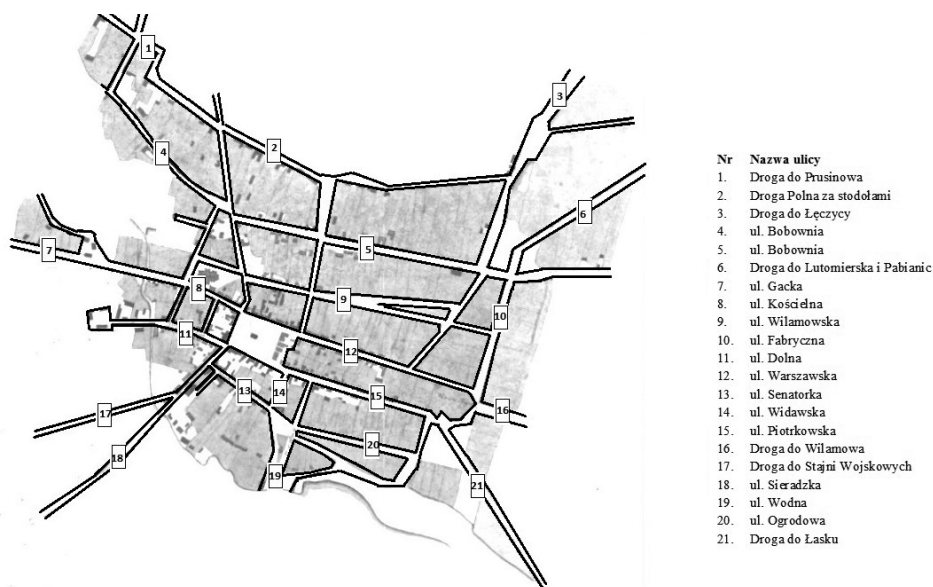 1
2
3
4
5
6
7
8
9
10
11
12
13
14
15
16
17
18
19
20
21
Nr Nazwa ulicy
1. Droga do Prusinowa
2. Droga Polna za stodołami
3. Droga do Łęczycy
4. ul. Bobownia
5. ul. Bobownia
6. Droga do Lutomierska i Pabianic
7. ul. Gacka
8. ul. Kościelna
9. ul. Wilamowska
10. ul. Fabryczna
11. ul. Dolna
12. ul. Warszawska
13. ul. Senatorka
14. ul. Widawska
15. ul. Piotrkowska
16. Droga do Wilamowa
17. Droga do Stajni Wojskowych
18. ul. Sieradzka
19. ul. Wodna
20. ul. Ogrodowa
21. Droga do Łasku